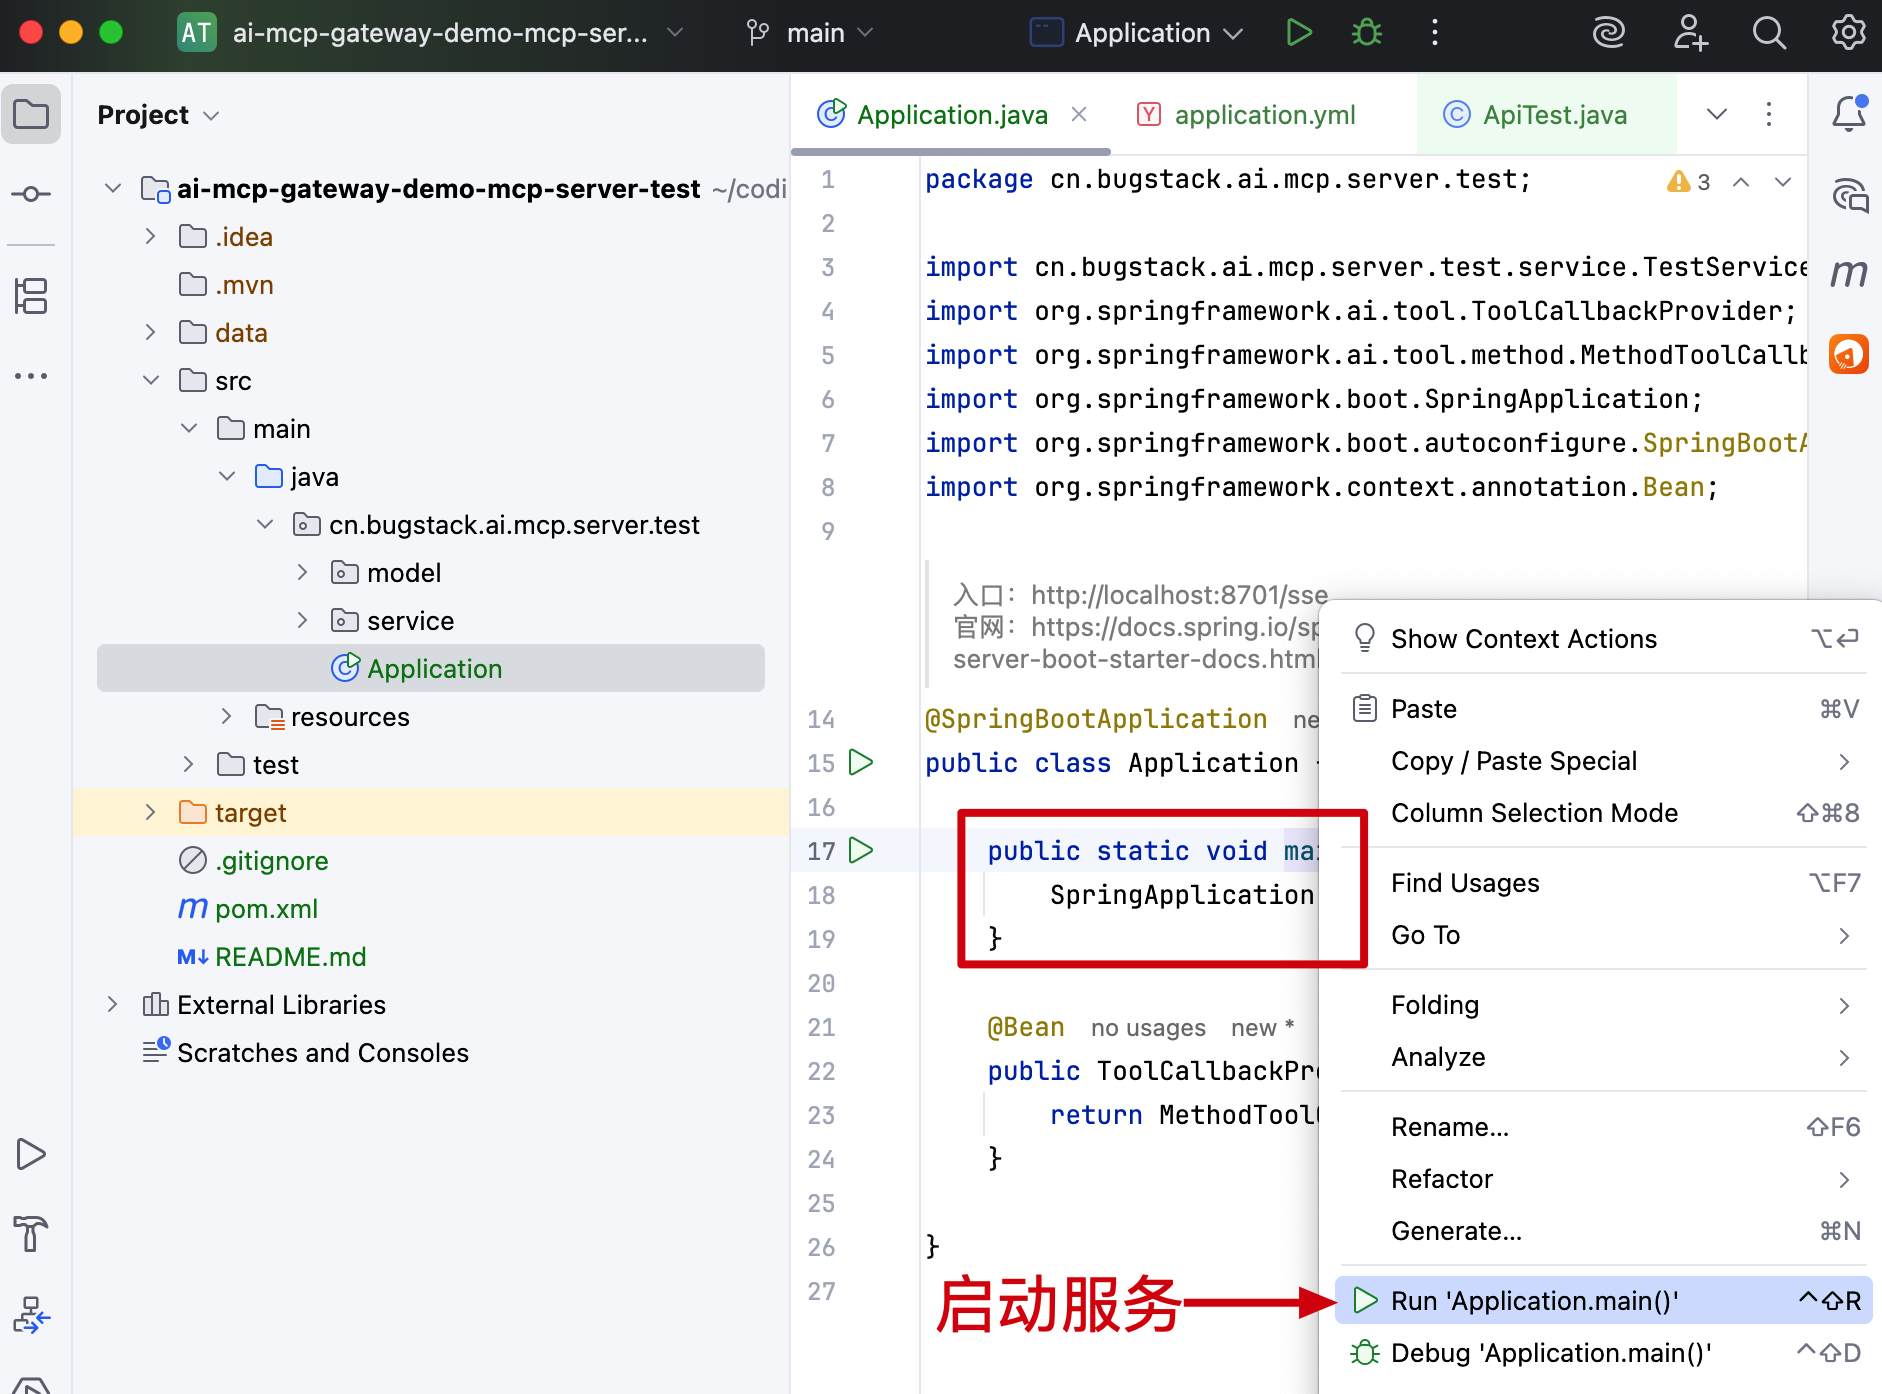 AT ai-mcp-gateway-demo-mcp-ser... main Application
Project
ai-mcp-gateway-demo-mcp-server-test ~/codi
.idea
.mvn
data
src
main
java
cn.bugstack.ai.mcp.server.test
model
service
Application
resources
test
target
.gitignore
pom.xml
README.md
External Libraries
Scratches and Consoles
Application.java application.yml ApiTest.java
1 package cn.bugstack.ai.mcp.server.test; 3
2
3 import cn.bugstack.ai.mcp.server.test.service.TestService
4 import org.springframework.ai.tool.ToolCallbackProvider;
5 import org.springframework.ai.tool.method.MethodToolCallb
6 import org.springframework.boot.SpringApplication;
7 import org.springframework.boot.autoconfigure.SpringBootA
8 import org.springframework.context.annotation.Bean;
9
入口：http://localhost:8701/sse
官网：https://docs.spring.io/sp
server-boot-starter-docs.html
14 @SpringBootApplication ne
15 public class Application {
16
17 public static void mai
18 SpringApplication
19 }
20
21 @Bean no usages new *
22 public ToolCallbackPro
23 return MethodToolC
24 }
25
26 }
27
启动服务
Show Context Actions ⌥↩
Paste ⌘V
Copy / Paste Special
Column Selection Mode ⇧⌘8
Find Usages ⌥F7
Go To
Folding
Analyze
Rename... ⇧F6
Refactor
Generate... ⌘N
Run 'Application.main()' ^⇧R
Debug 'Application.main()' ^⇧D